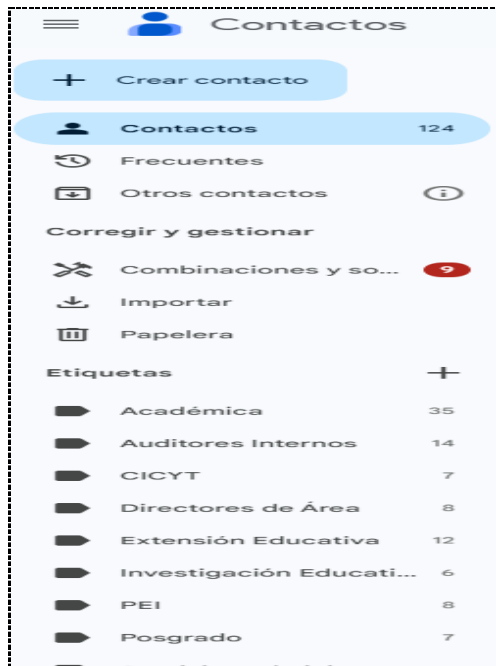 Contactos
Crear contacto
Contactos 124
Frecuentes
Otros contactos
Corregir y gestionar
Combinaciones y so... 9
Importar
Papelera
Etiquetas
Académica 35
Auditores Internos 14
CICYT 7
Directores de Área 8
Extensión Educativa 12
Investigación Educati... 6
PEI 8
Posgrado 7